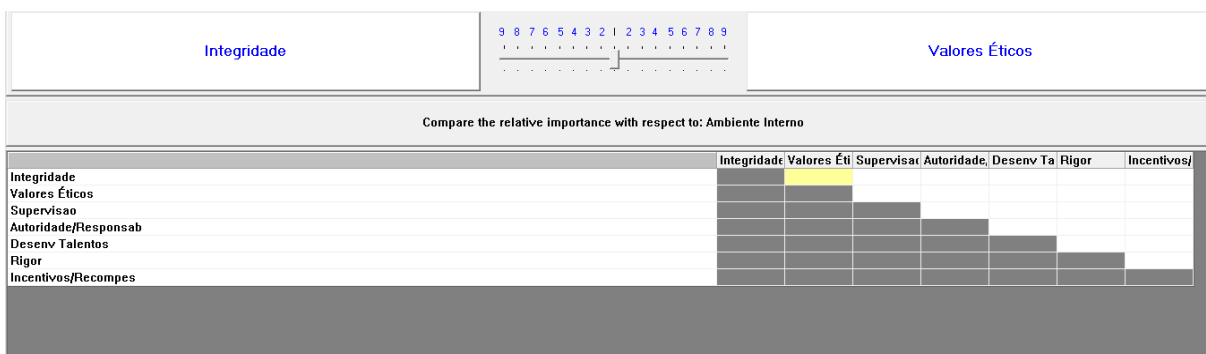 Integridade
9 8 7 6 5 4 3 2 | 2 3 4 5 6 7 8 9
Valores Éticos
Compare the relative importance with respect to: Ambiente Interno
Integridade Valores Éti Supervisao Autoridade, Desenv Ta Rigor Incentivos/
Integridade
Valores Éticos
Supervisao
Autoridade/Responsab
Desenv Talentos
Rigor
Incentivos/Recompes